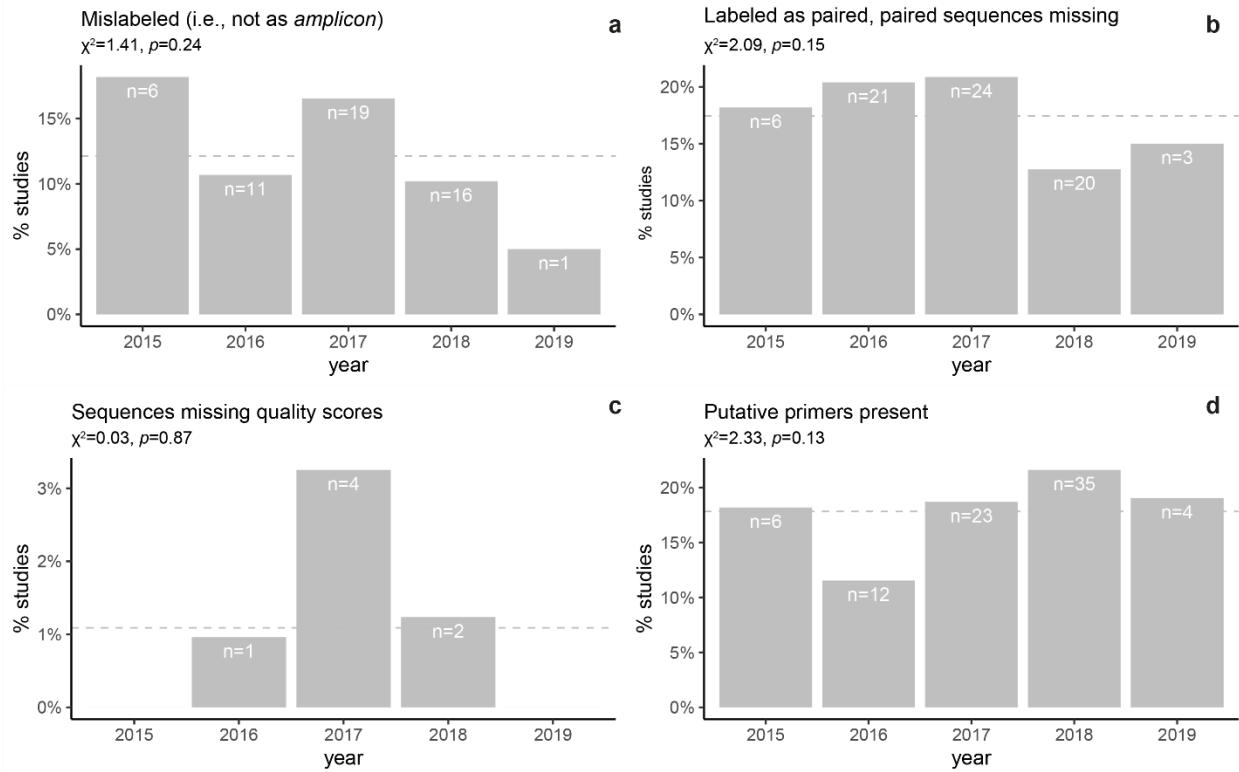 Mislabeled (i.e., not as amplicon)
a
χ²=1.41, p=0.24
% studies
15%
10%
5%
0%
n=6
n=11
n=19
n=16
n=1
2015 2016 2017 2018 2019
year
Labeled as paired, paired sequences missing
b
χ²=2.09, p=0.15
% studies
20%
15%
10%
5%
0%
n=6
n=21
n=24
n=20
n=3
2015 2016 2017 2018 2019
year
Sequences missing quality scores
c
χ²=0.03, p=0.87
% studies
3%
2%
1%
0%
n=1
n=4
n=2
2015 2016 2017 2018 2019
year
Putative primers present
d
χ²=2.33, p=0.13
% studies
20%
15%
10%
5%
0%
n=6
n=12
n=23
n=35
n=4
2015 2016 2017 2018 2019
year